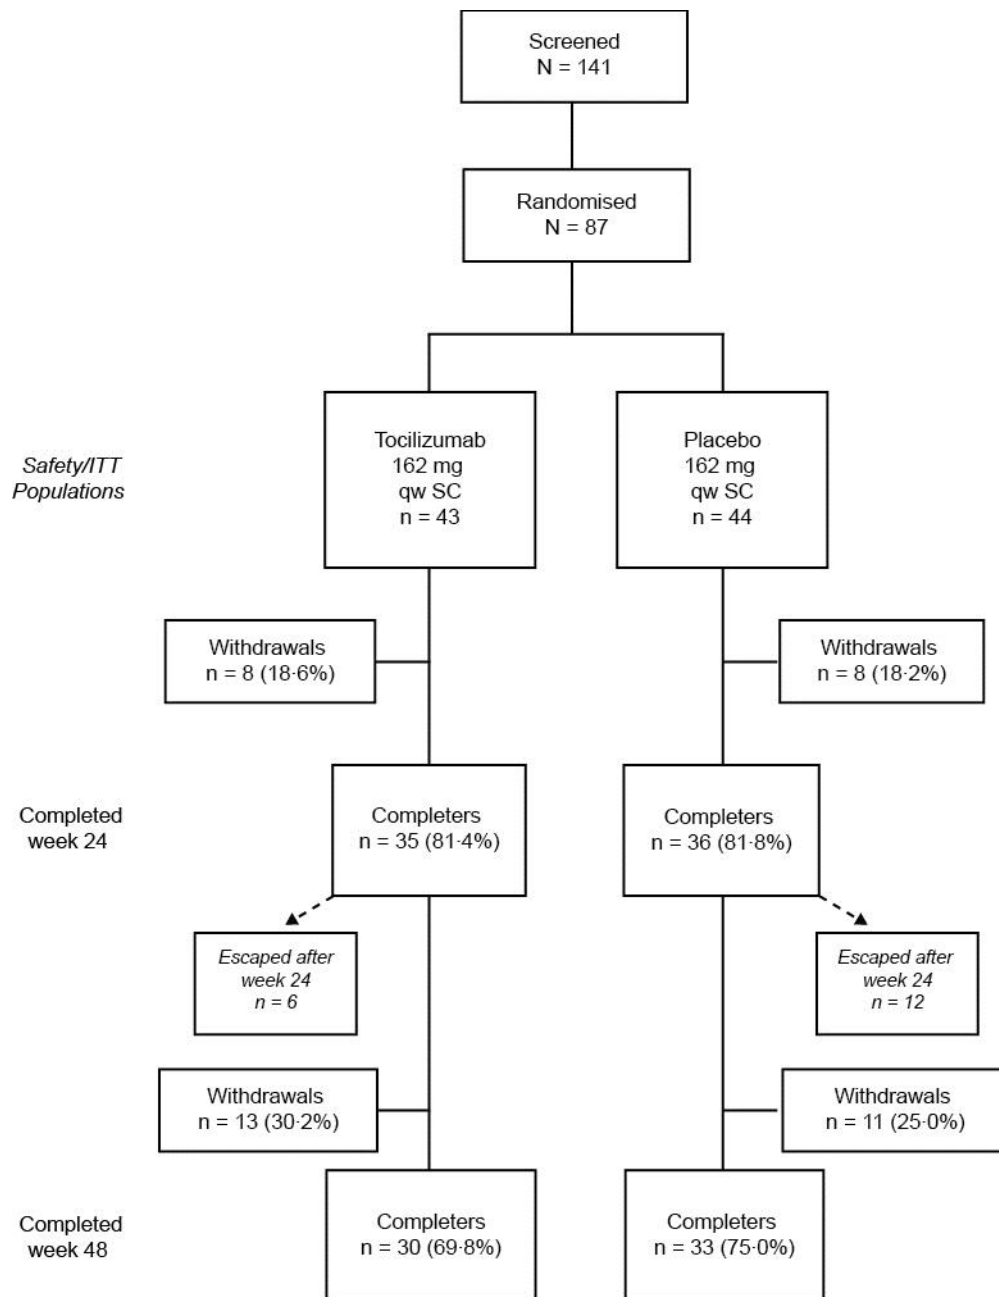 Screened
N = 141
Randomised
N = 87
Safety/ITT
Populations
Tocilizumab
162 mg
qw SC
n = 43
Placebo
162 mg
qw SC
n = 44
Withdrawals
n = 8 (18·6%)
Withdrawals
n = 8 (18·2%)
Completed
week 24
Completers
n = 35 (81·4%)
Completers
n = 36 (81·8%)
Escaped after
week 24
n = 6
Escaped after
week 24
n = 12
Withdrawals
n = 13 (30·2%)
Withdrawals
n = 11 (25·0%)
Completed
week 48
Completers
n = 30 (69·8%)
Completers
n = 33 (75·0%)